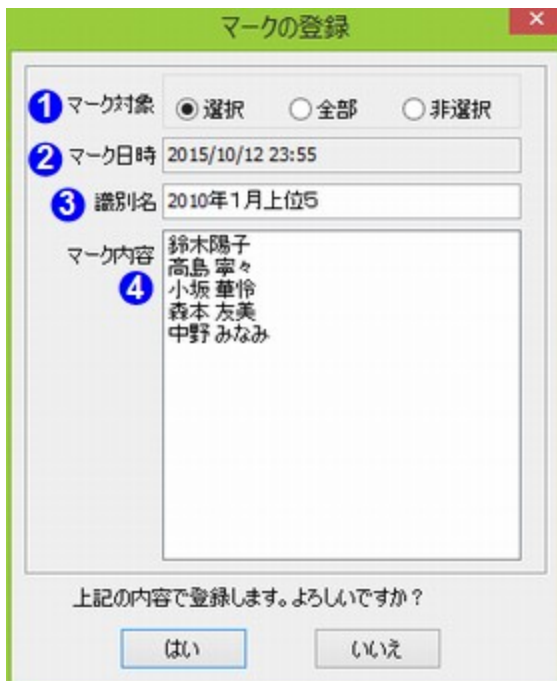 マークの登録
×
1 マーク対象 選択 全部 非選択
2 マーク日時 2015/10/12 23:55
3 識別名 2010年1月上位5
マーク内容
4
鈴木陽子
高島 寧々
小坂 華怜
森本 友美
中野 みなみ
上記の内容で登録します。よろしいですか?
はい いいえ